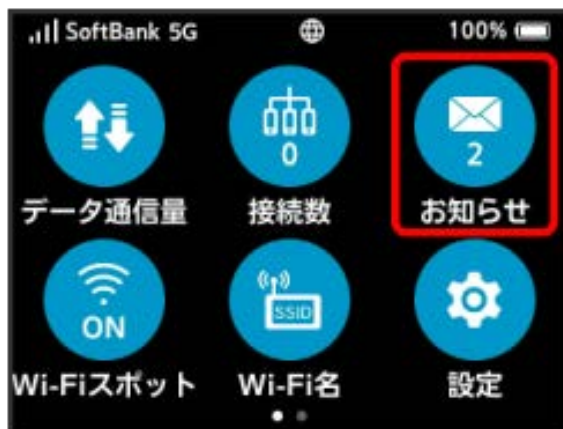 SoftBank 5G
100%
0
2
データ通信量
接続数
お知らせ
ON
SSID
Wi-Fiスポット
Wi-Fi名
設定